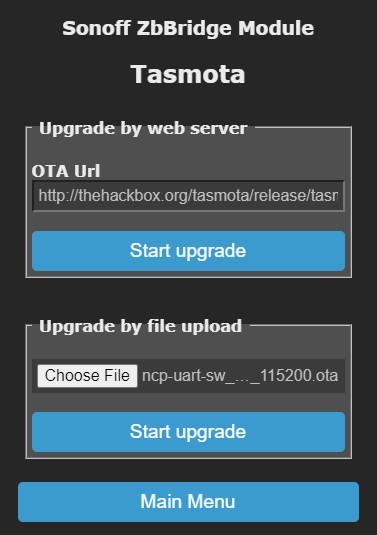 Sonoff ZbBridge Module
Tasmota
Upgrade by web server
OTA Url
http://thehackbox.org/tasmota/release/tasm
Start upgrade
Upgrade by file upload
Choose File ncp-uart-sw_..._115200.ota
Start upgrade
Main Menu